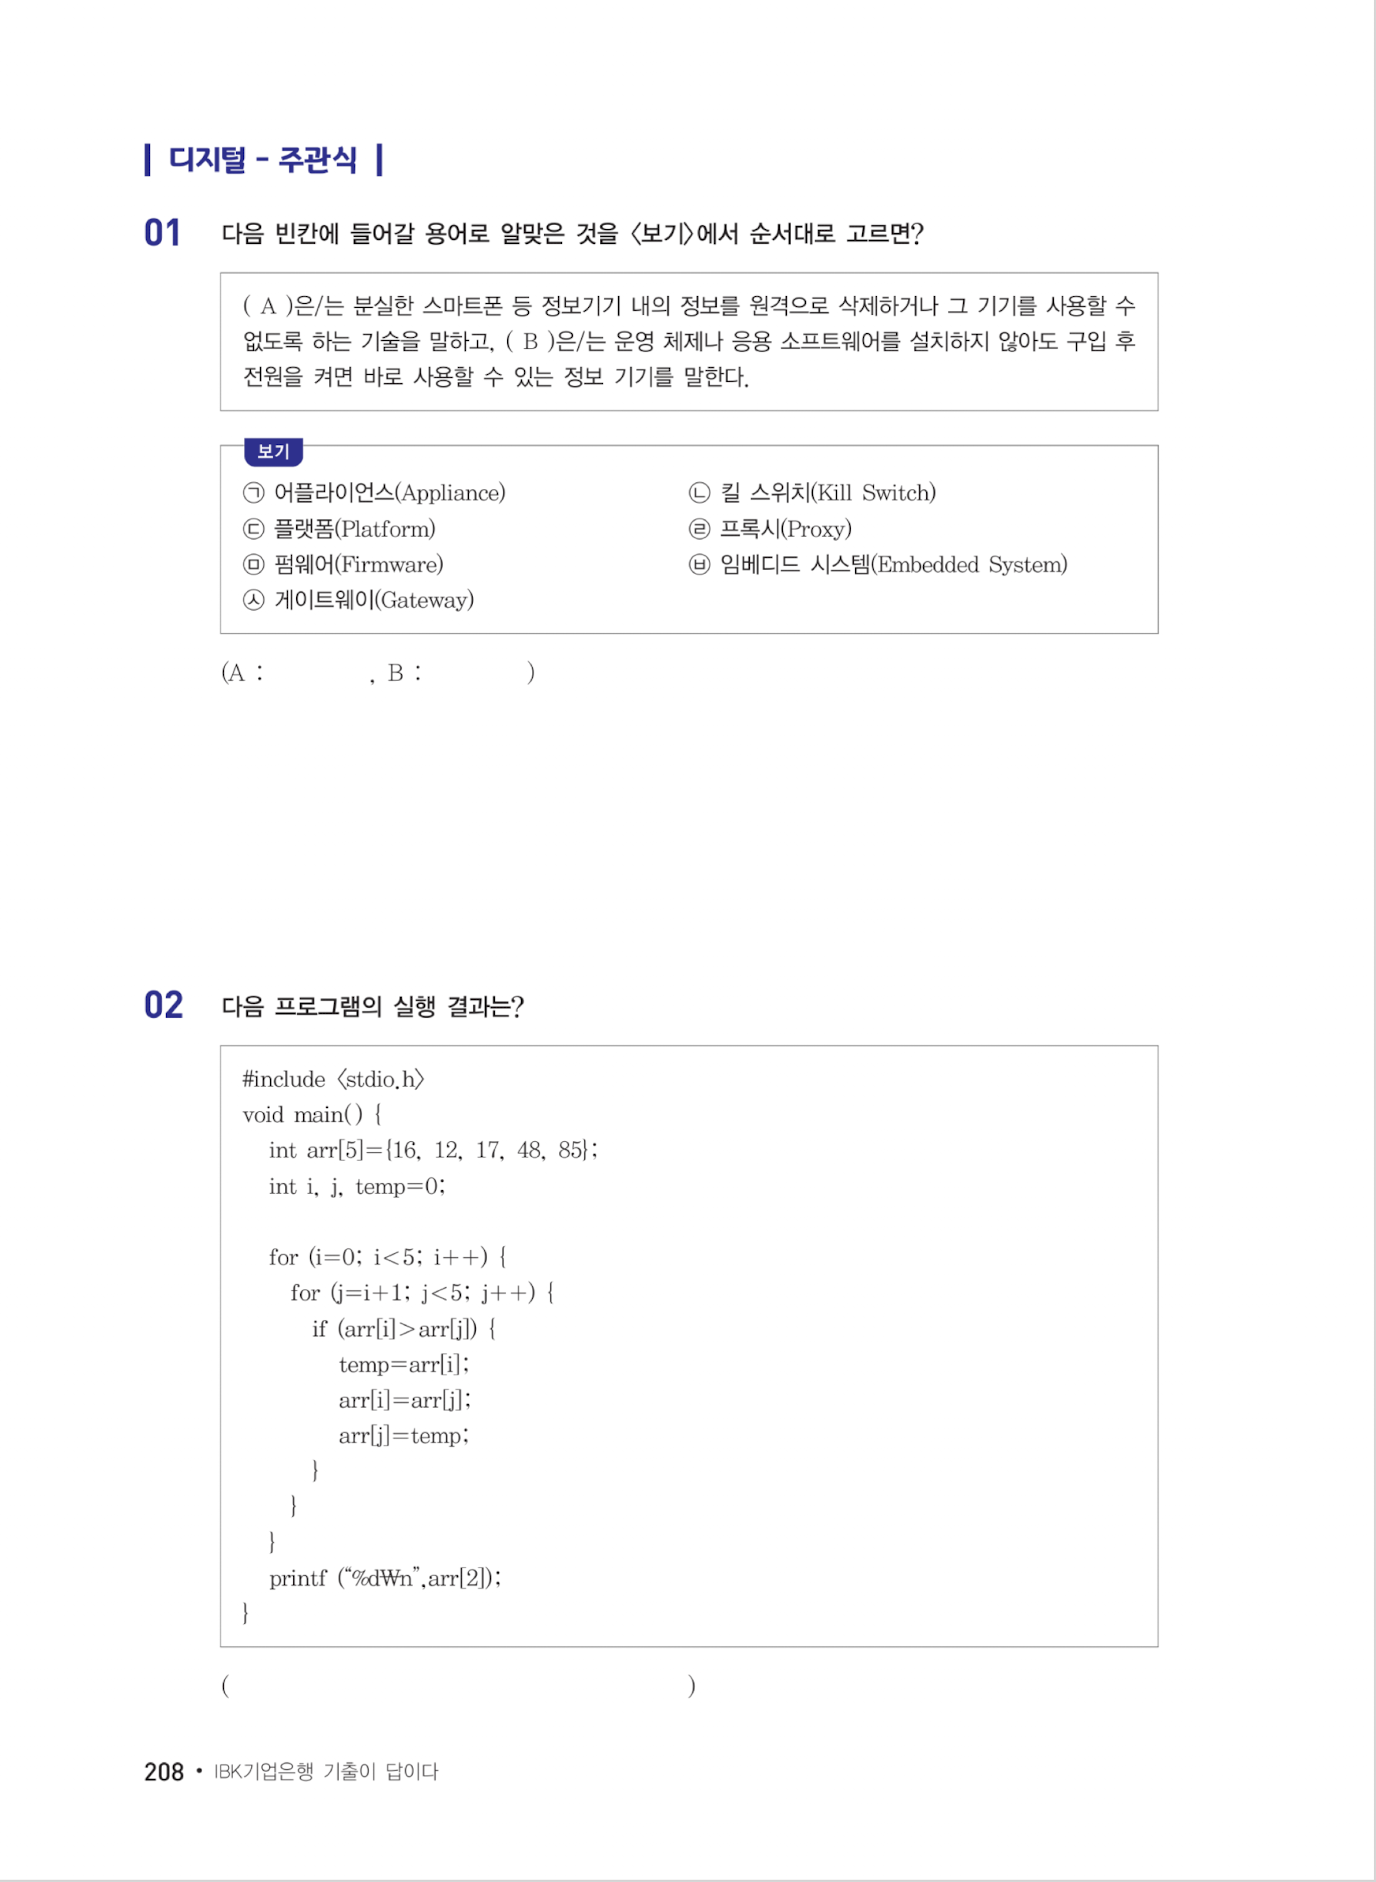 디지털 - 주관식
01 다음 빈칸에 들어갈 용어로 알맞은 것을 〈보기〉에서 순서대로 고르면?
( A )은/는 분실한 스마트폰 등 정보기기 내의 정보를 원격으로 삭제하거나 그 기기를 사용할 수
없도록 하는 기술을 말하고, ( B )은/는 운영 체제나 응용 소프트웨어를 설치하지 않아도 구입 후
전원을 켜면 바로 사용할 수 있는 정보 기기를 말한다.
보기
㉠ 어플라이언스(Appliance) ㉡ 킬 스위치(Kill Switch)
㉢ 플랫폼(Platform) ㉣ 프록시(Proxy)
㉤ 펌웨어(Firmware) ㉥ 임베디드 시스템(Embedded System)
㉦ 게이트웨이(Gateway)
(A : , B : )
02 다음 프로그램의 실행 결과는?
#include 〈stdio.h〉
void main() {
int arr[5]={16, 12, 17, 48, 85};
int i, j, temp=0;
for (i=0; i<5; i++) {
for (j=i+1; j<5; j++) {
if (arr[i]>arr[j]) {
temp=arr[i];
arr[i]=arr[j];
arr[j]=temp;
}
}
}
printf (“%d₩n”,arr[2]);
}
( )
208 • IBK기업은행 기출이 답이다